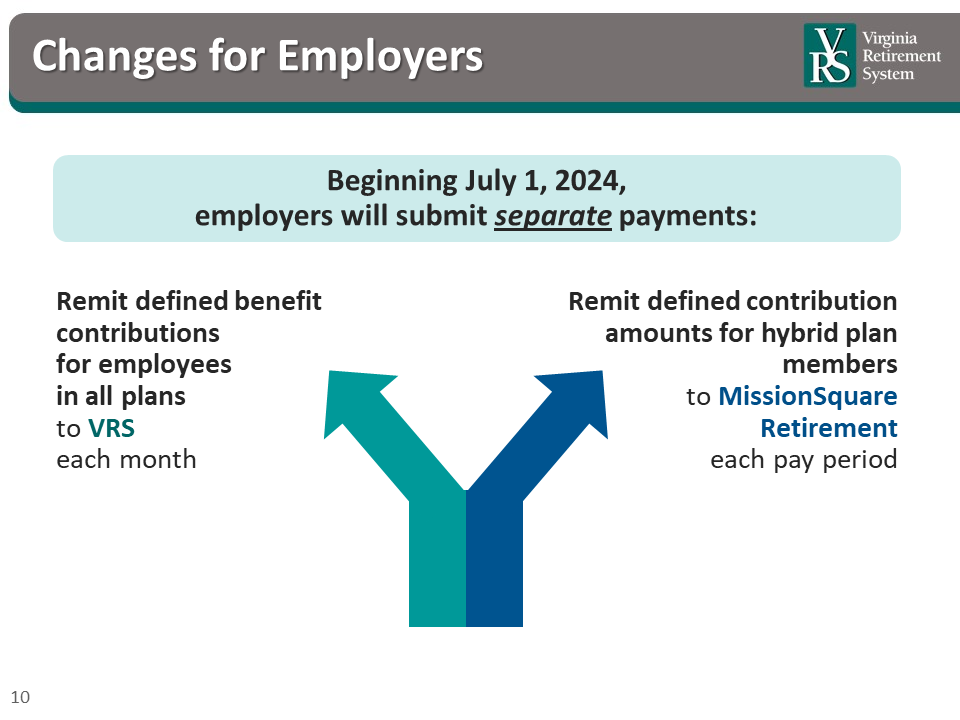 Changes for Employers
VRS
Virginia
Retirement
System
Beginning July 1, 2024,
employers will submit separate payments:
Remit defined benefit
contributions
for employees
in all plans
to VRS
each month
Remit defined contribution
amounts for hybrid plan
members
to MissionSquare
Retirement
each pay period
10